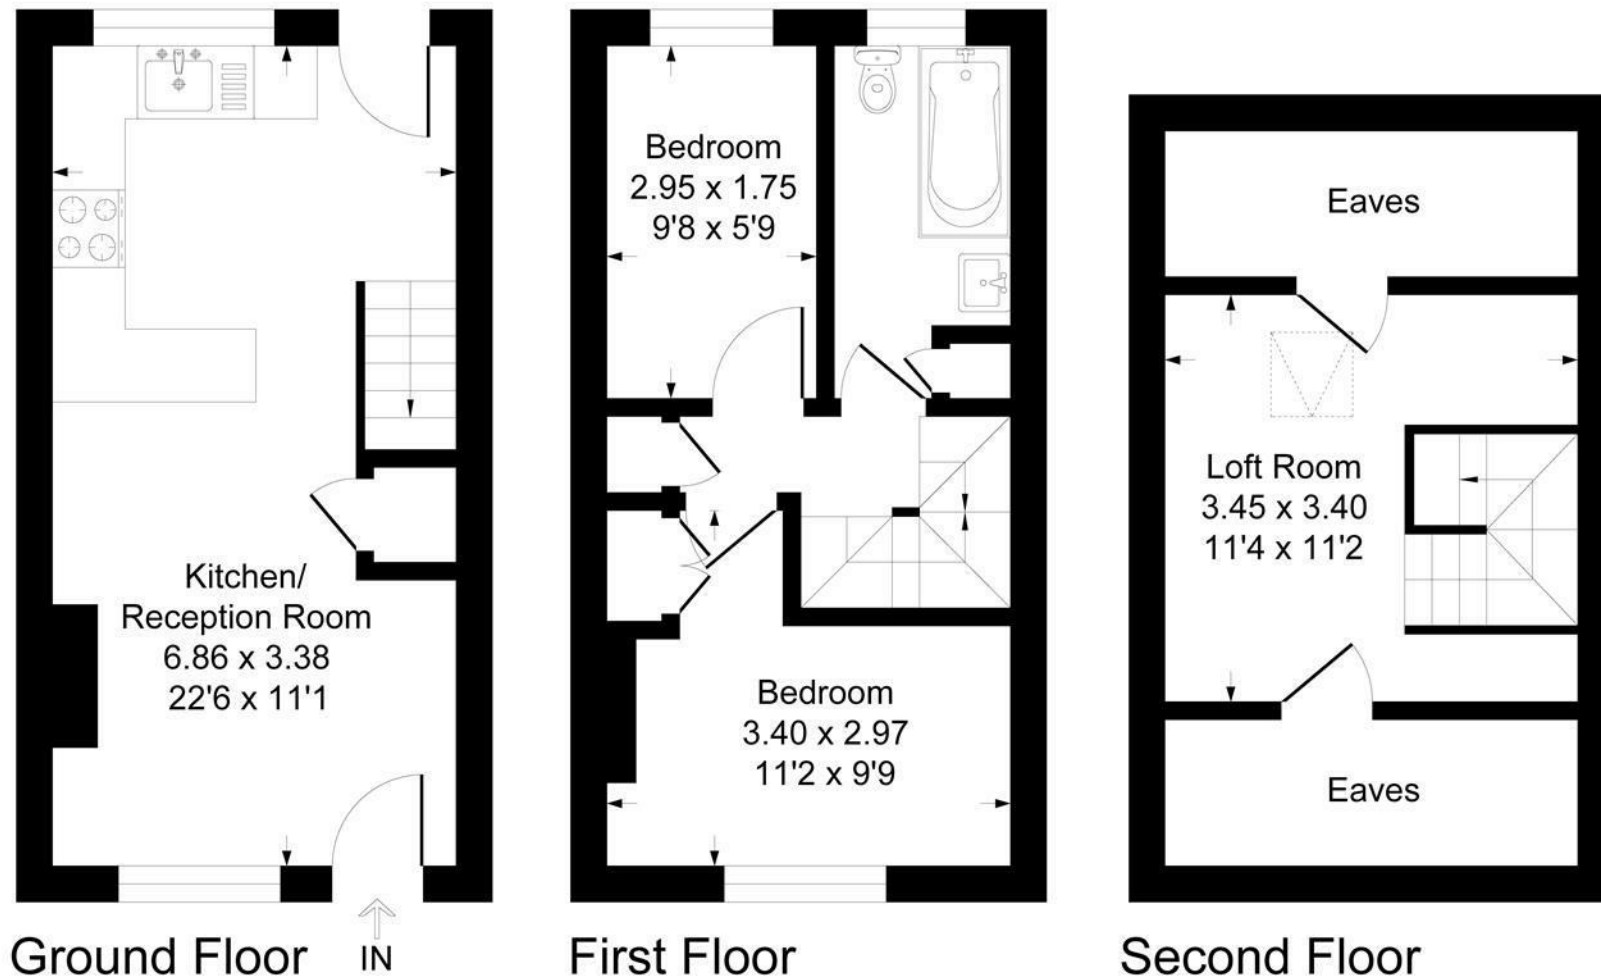 Kitchen/
Reception Room
6.86 x 3.38
22'6 x 11'1
IN
Ground Floor
Bedroom
2.95 x 1.75
9'8 x 5'9
Bedroom
3.40 x 2.97
11'2 x 9'9
First Floor
Eaves
Loft Room
3.45 x 3.40
11'4 x 11'2
Eaves
Second Floor